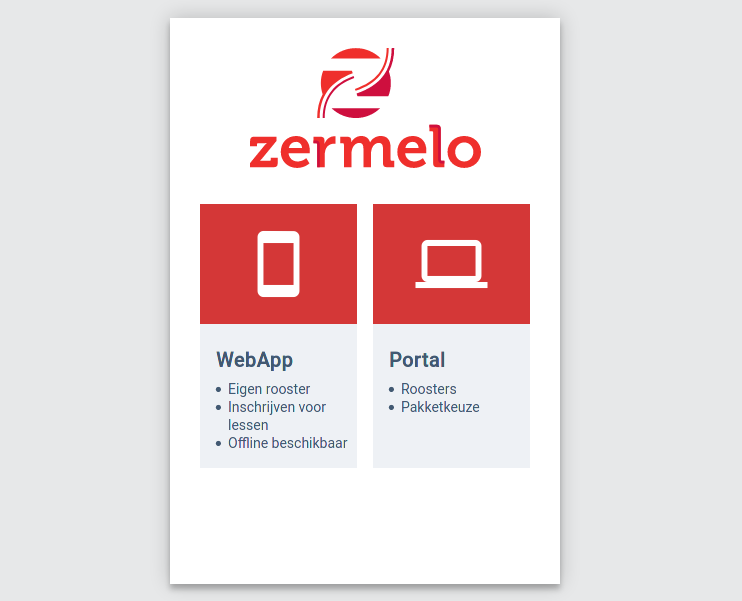 zermelo
WebApp
Eigen rooster
Inschrijven voor
lessen
Offline beschikbaar
Portal
Roosters
Pakketkeuze